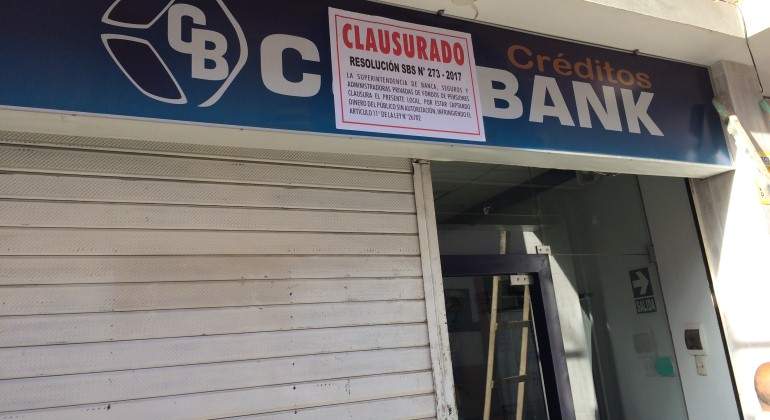 CB
Créditos
BANK
CLAUSURADO
RESOLUCIÓN SBS N° 273 - 2017
LA SUPERINTENDENCIA DE BANCA, SEGUROS Y
ADMINISTRADORAS PRIVADAS DE FONDOS DE PENSIONES
CLAUSURA EL PRESENTE LOCAL, POR ESTAR CAPTANDO
DINERO DEL PÚBLICO SIN AUTORIZACIÓN, INFRINGIENDO EL
ARTÍCULO 11° DE LA LEY N° 26702
SALIDA